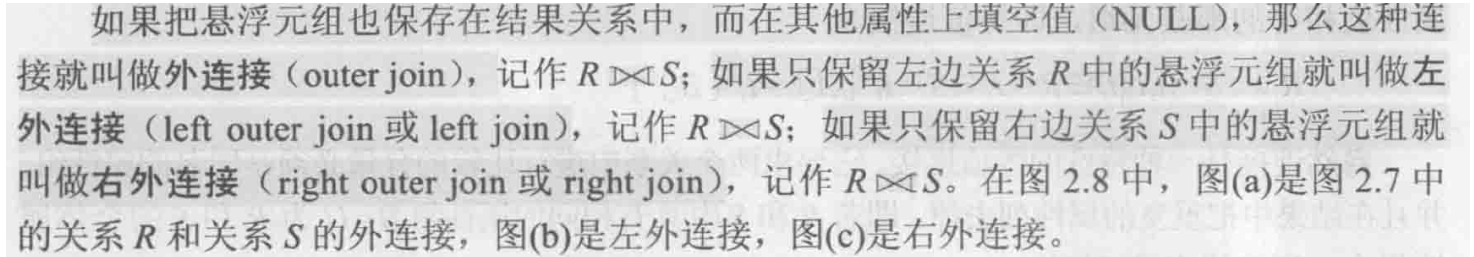 如果把悬浮元组也保存在结果关系中，而在其他属性上填空值（NULL），那么这种连
接就叫做外连接（outer join），记作 R⟗S；如果只保留左边关系 R 中的悬浮元组就叫做左
外连接（left outer join 或 left join），记作 R⟕S；如果只保留右边关系 S 中的悬浮元组就
叫做右外连接（right outer join 或 right join），记作 R⟖S。在图 2.8 中，图(a)是图 2.7 中
的关系 R 和关系 S 的外连接，图(b)是左外连接，图(c)是右外连接。